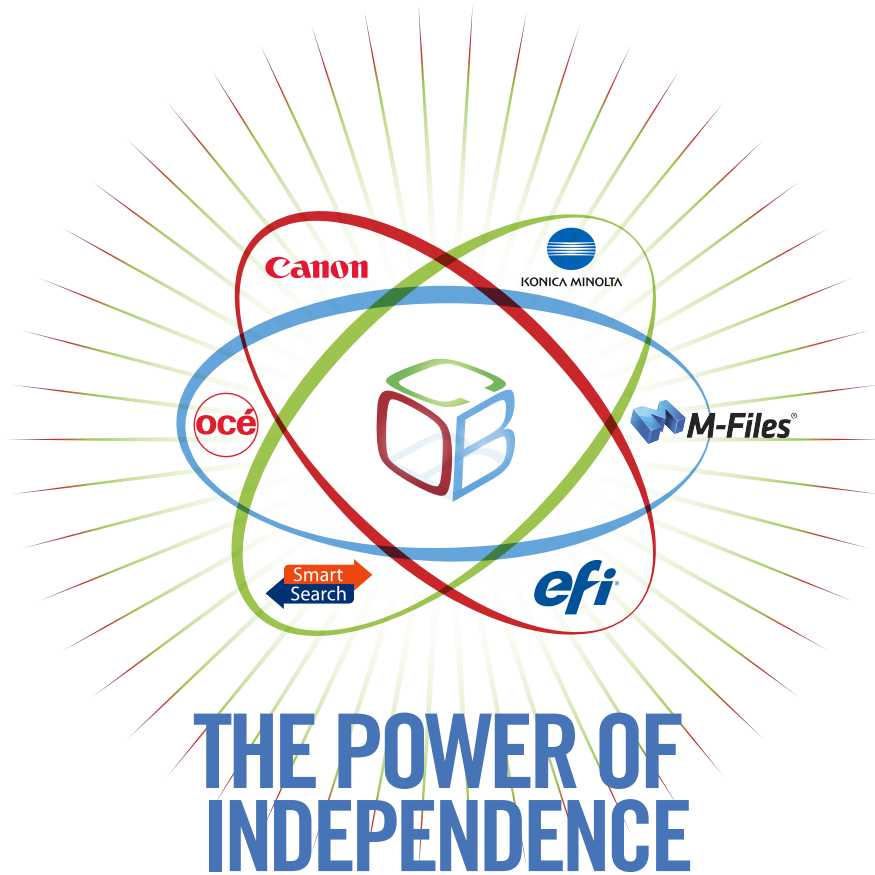 Canon
KONICA MINOLTA
océ
M-Files®
Smart
Search
efi
THE POWER OF
INDEPENDENCE